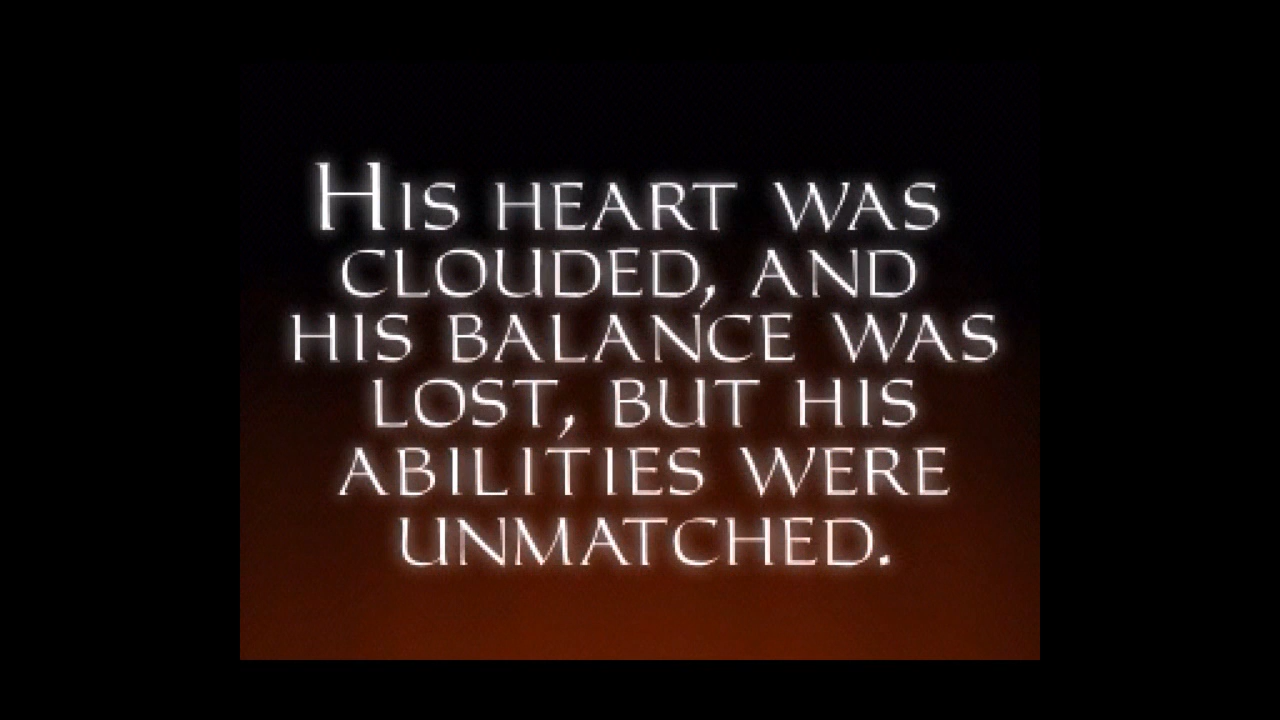 HIS HEART WAS
CLOUDED, AND
HIS BALANCE WAS
LOST, BUT HIS
ABILITIES WERE
UNMATCHED.